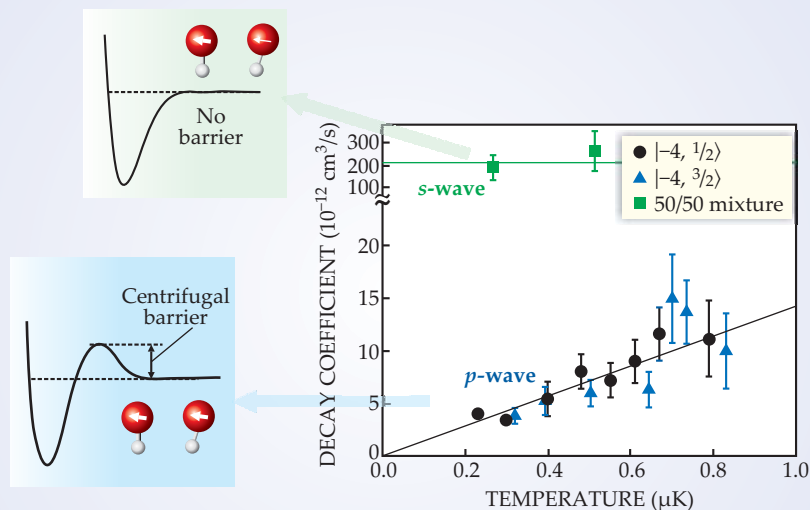 No
barrier
Centrifugal
barrier
DECAY COEFFICIENT (10⁻¹² cm³/s)
300
200
100
20
15
10
5
0
s-wave
p-wave
|−4, ¹/₂⟩
|−4, ³/₂⟩
50/50 mixture
0.0 0.2 0.4 0.6 0.8 1.0
TEMPERATURE (µK)